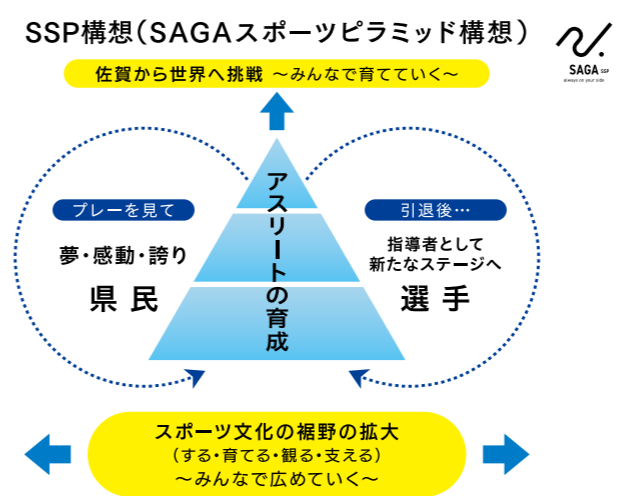 SSP構想（SAGAスポーツピラミッド構想）
SAGA SSP
always on your side
佐賀から世界へ挑戦 〜みんなで育てていく〜
アスリートの育成
プレーを見て
夢・感動・誇り
県民
引退後…
指導者として
新たなステージへ
選手
スポーツ文化の裾野の拡大
（する・育てる・観る・支える）
〜みんなで広めていく〜